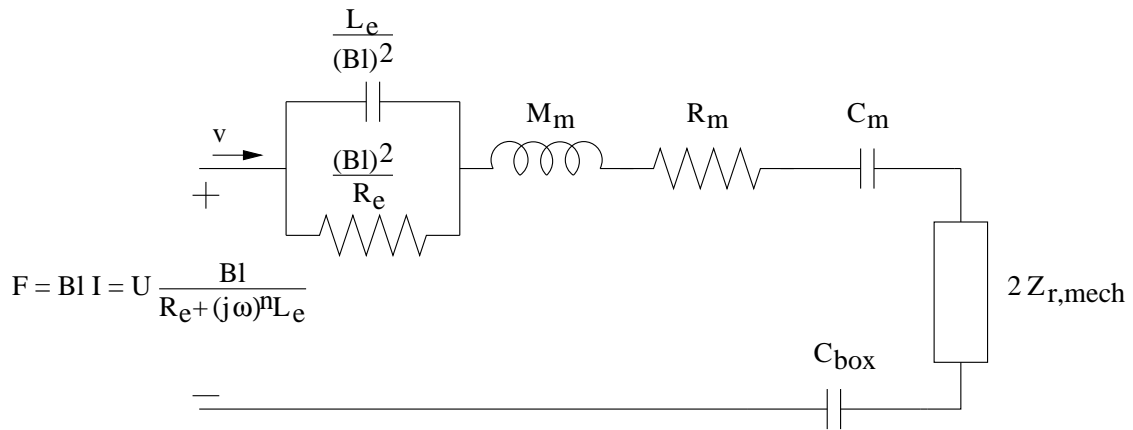 L_e
(Bl)^2
v
(Bl)^2
R_e
M_m
R_m
C_m
+
F = Bl I = U Bl / R_e + (jω)^n L_e
2 Z_r,mech
C_box
−